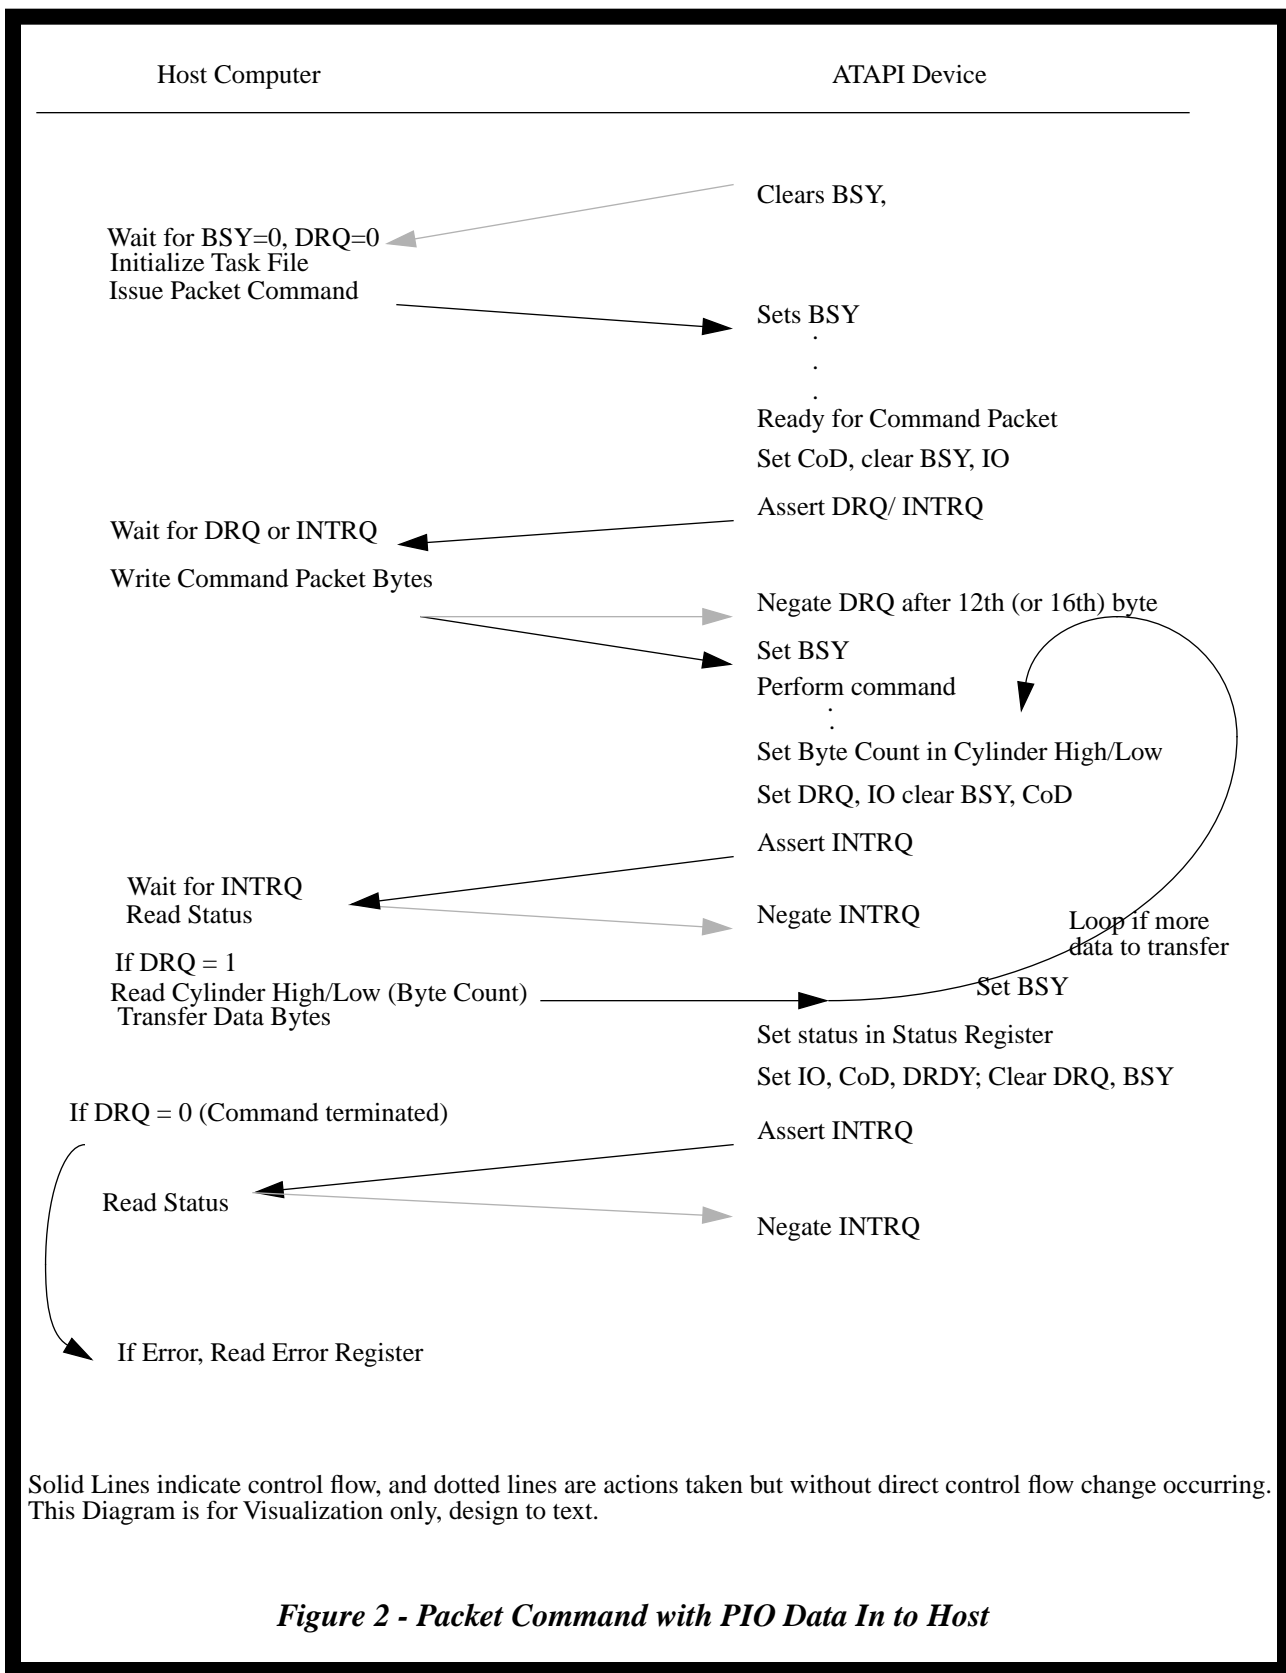 Host Computer
ATAPI Device
Clears BSY,
Wait for BSY=0, DRQ=0
Initialize Task File
Issue Packet Command
Sets BSY
.
.
.
Ready for Command Packet
Set CoD, clear BSY, IO
Assert DRQ/ INTRQ
Wait for DRQ or INTRQ
Write Command Packet Bytes
Negate DRQ after 12th (or 16th) byte
Set BSY
Perform command
.
.
Set Byte Count in Cylinder High/Low
Set DRQ, IO clear BSY, CoD
Assert INTRQ
Wait for INTRQ
Read Status
Negate INTRQ
Loop if more
data to transfer
If DRQ = 1
Read Cylinder High/Low (Byte Count)
Transfer Data Bytes
Set BSY
Set status in Status Register
Set IO, CoD, DRDY; Clear DRQ, BSY
If DRQ = 0 (Command terminated)
Assert INTRQ
Read Status
Negate INTRQ
If Error, Read Error Register
Solid Lines indicate control flow, and dotted lines are actions taken but without direct control flow change occurring.
This Diagram is for Visualization only, design to text.
Figure 2 - Packet Command with PIO Data In to Host